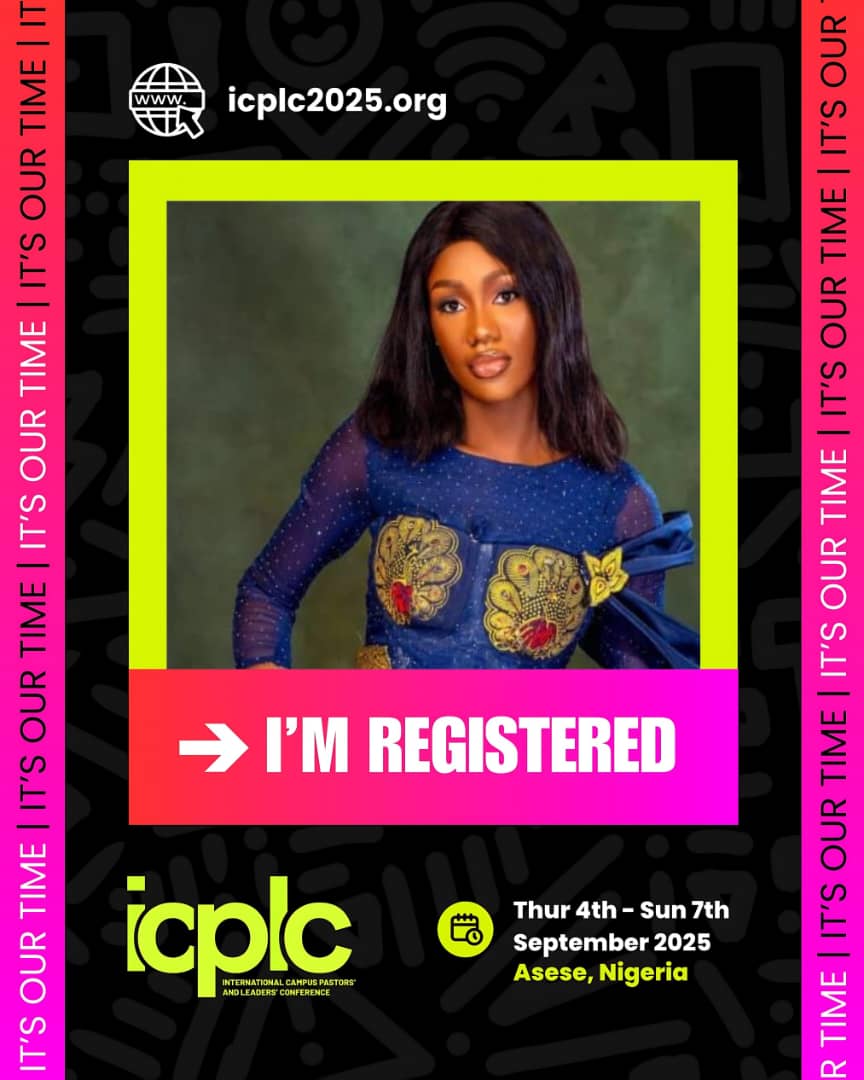 www.
icplc2025.org
I'M REGISTERED
icplc
INTERNATIONAL CAMPUS PASTORS'
AND LEADERS' CONFERENCE
Thur 4th - Sun 7th
September 2025
Asese, Nigeria
IT'S OUR TIME | IT'S OUR TIME | IT'S OUR TIME | IT'S OUR TIME | IT
R TIME | IT'S OUR TIME | IT'S OUR TIME | IT'S OUR TIME | IT'S OUR T